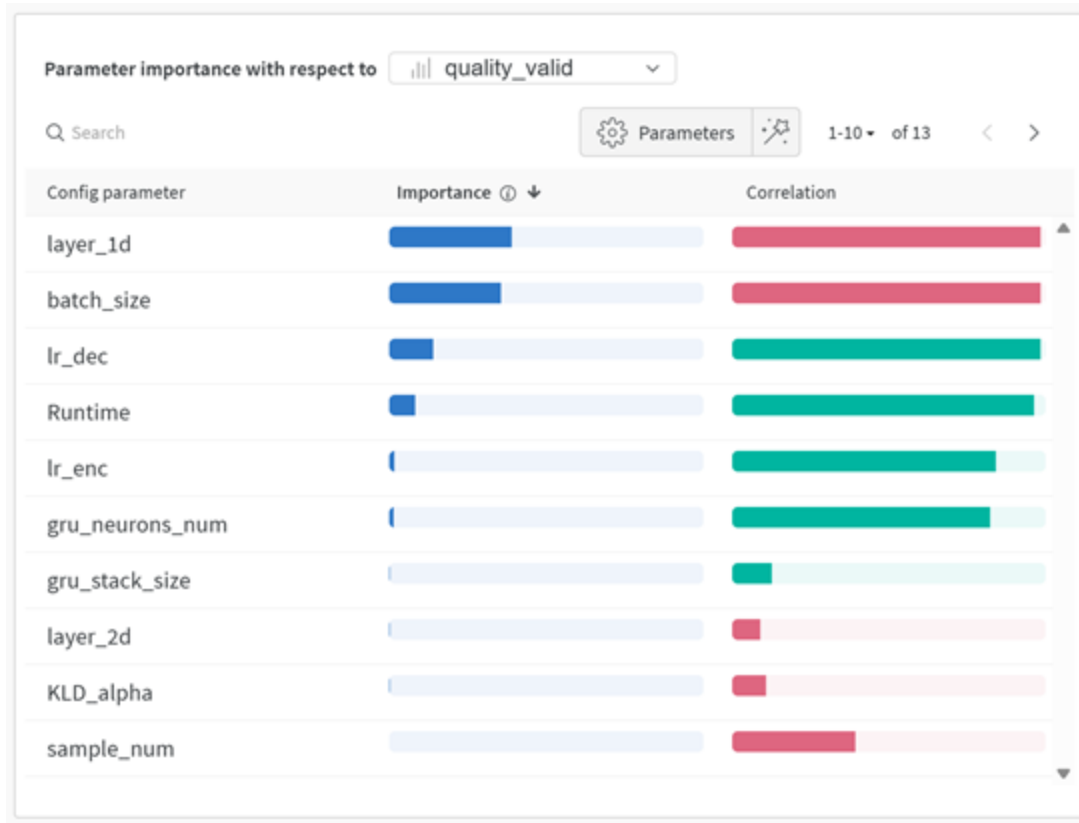 Parameter importance with respect to quality_valid
Search Parameters 1-10 of 13
Config parameter Importance Correlation
layer_1d
batch_size
lr_dec
Runtime
lr_enc
gru_neurons_num
gru_stack_size
layer_2d
KLD_alpha
sample_num